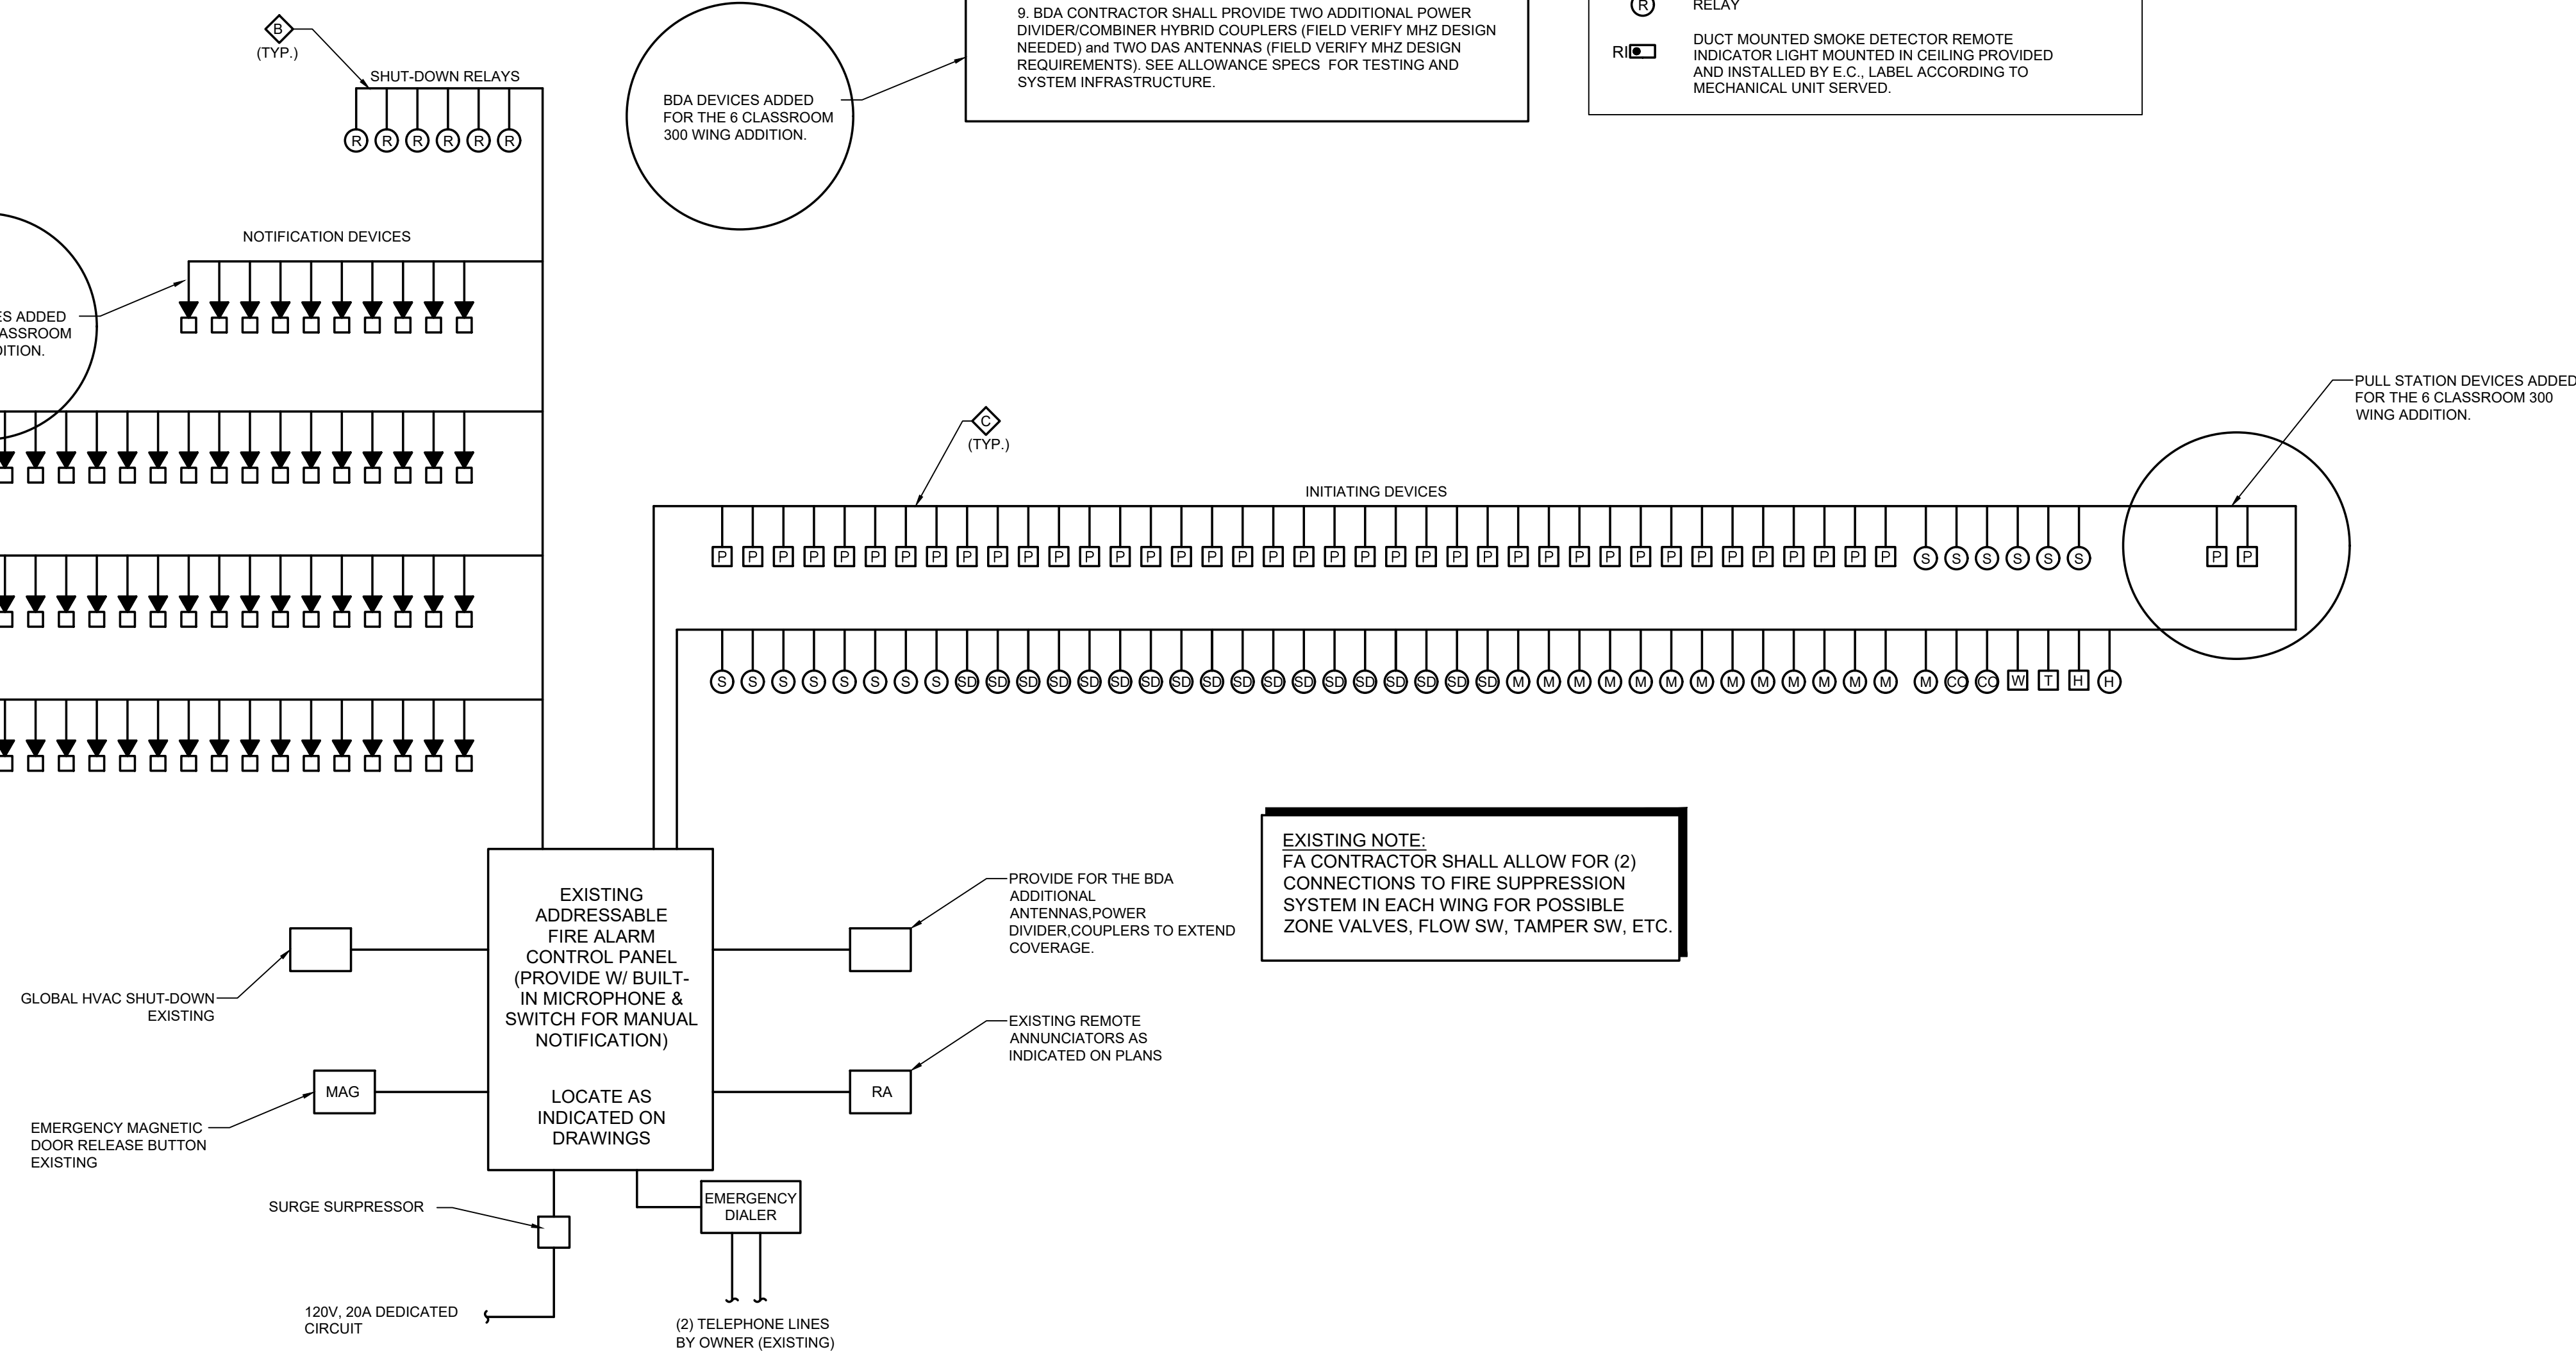 B
(TYP.)
SHUT-DOWN RELAYS
R R R R R R
BDA DEVICES ADDED
FOR THE 6 CLASSROOM
300 WING ADDITION.
9. BDA CONTRACTOR SHALL PROVIDE TWO ADDITIONAL POWER
DIVIDER/COMBINER HYBRID COUPLERS (FIELD VERIFY MHZ DESIGN
NEEDED) and TWO DAS ANTENNAS (FIELD VERIFY MHZ DESIGN
REQUIREMENTS). SEE ALLOWANCE SPECS FOR TESTING AND
SYSTEM INFRASTRUCTURE.
R RELAY
RI
DUCT MOUNTED SMOKE DETECTOR REMOTE
INDICATOR LIGHT MOUNTED IN CEILING PROVIDED
AND INSTALLED BY E.C., LABEL ACCORDING TO
MECHANICAL UNIT SERVED.
NOTIFICATION DEVICES
ES ADDED
ASSROOM
DITION.
C
(TYP.)
INITIATING DEVICES
PULL STATION DEVICES ADDED
FOR THE 6 CLASSROOM 300
WING ADDITION.
P P P P P P P P P P P P P P P P P P P P P P P P P P P P P P P P P P P P P P P S S S S S S P P
S S S S S S S S SD SD SD SD SD SD SD SD SD SD SD SD SD SD SD SD SD SD M M M M M M M M M M M M M M CO CO W T H H
EXISTING
ADDRESSABLE
FIRE ALARM
CONTROL PANEL
(PROVIDE W/ BUILT-
IN MICROPHONE &
SWITCH FOR MANUAL
NOTIFICATION)
LOCATE AS
INDICATED ON
DRAWINGS
GLOBAL HVAC SHUT-DOWN
EXISTING
MAG
EMERGENCY MAGNETIC
DOOR RELEASE BUTTON
EXISTING
PROVIDE FOR THE BDA
ADDITIONAL
ANTENNAS,POWER
DIVIDER,COUPLERS TO EXTEND
COVERAGE.
RA
EXISTING REMOTE
ANNUNCIATORS AS
INDICATED ON PLANS
EXISTING NOTE:
FA CONTRACTOR SHALL ALLOW FOR (2)
CONNECTIONS TO FIRE SUPPRESSION
SYSTEM IN EACH WING FOR POSSIBLE
ZONE VALVES, FLOW SW, TAMPER SW, ETC.
SURGE SURPRESSOR
EMERGENCY
DIALER
120V, 20A DEDICATED
CIRCUIT
(2) TELEPHONE LINES
BY OWNER (EXISTING)